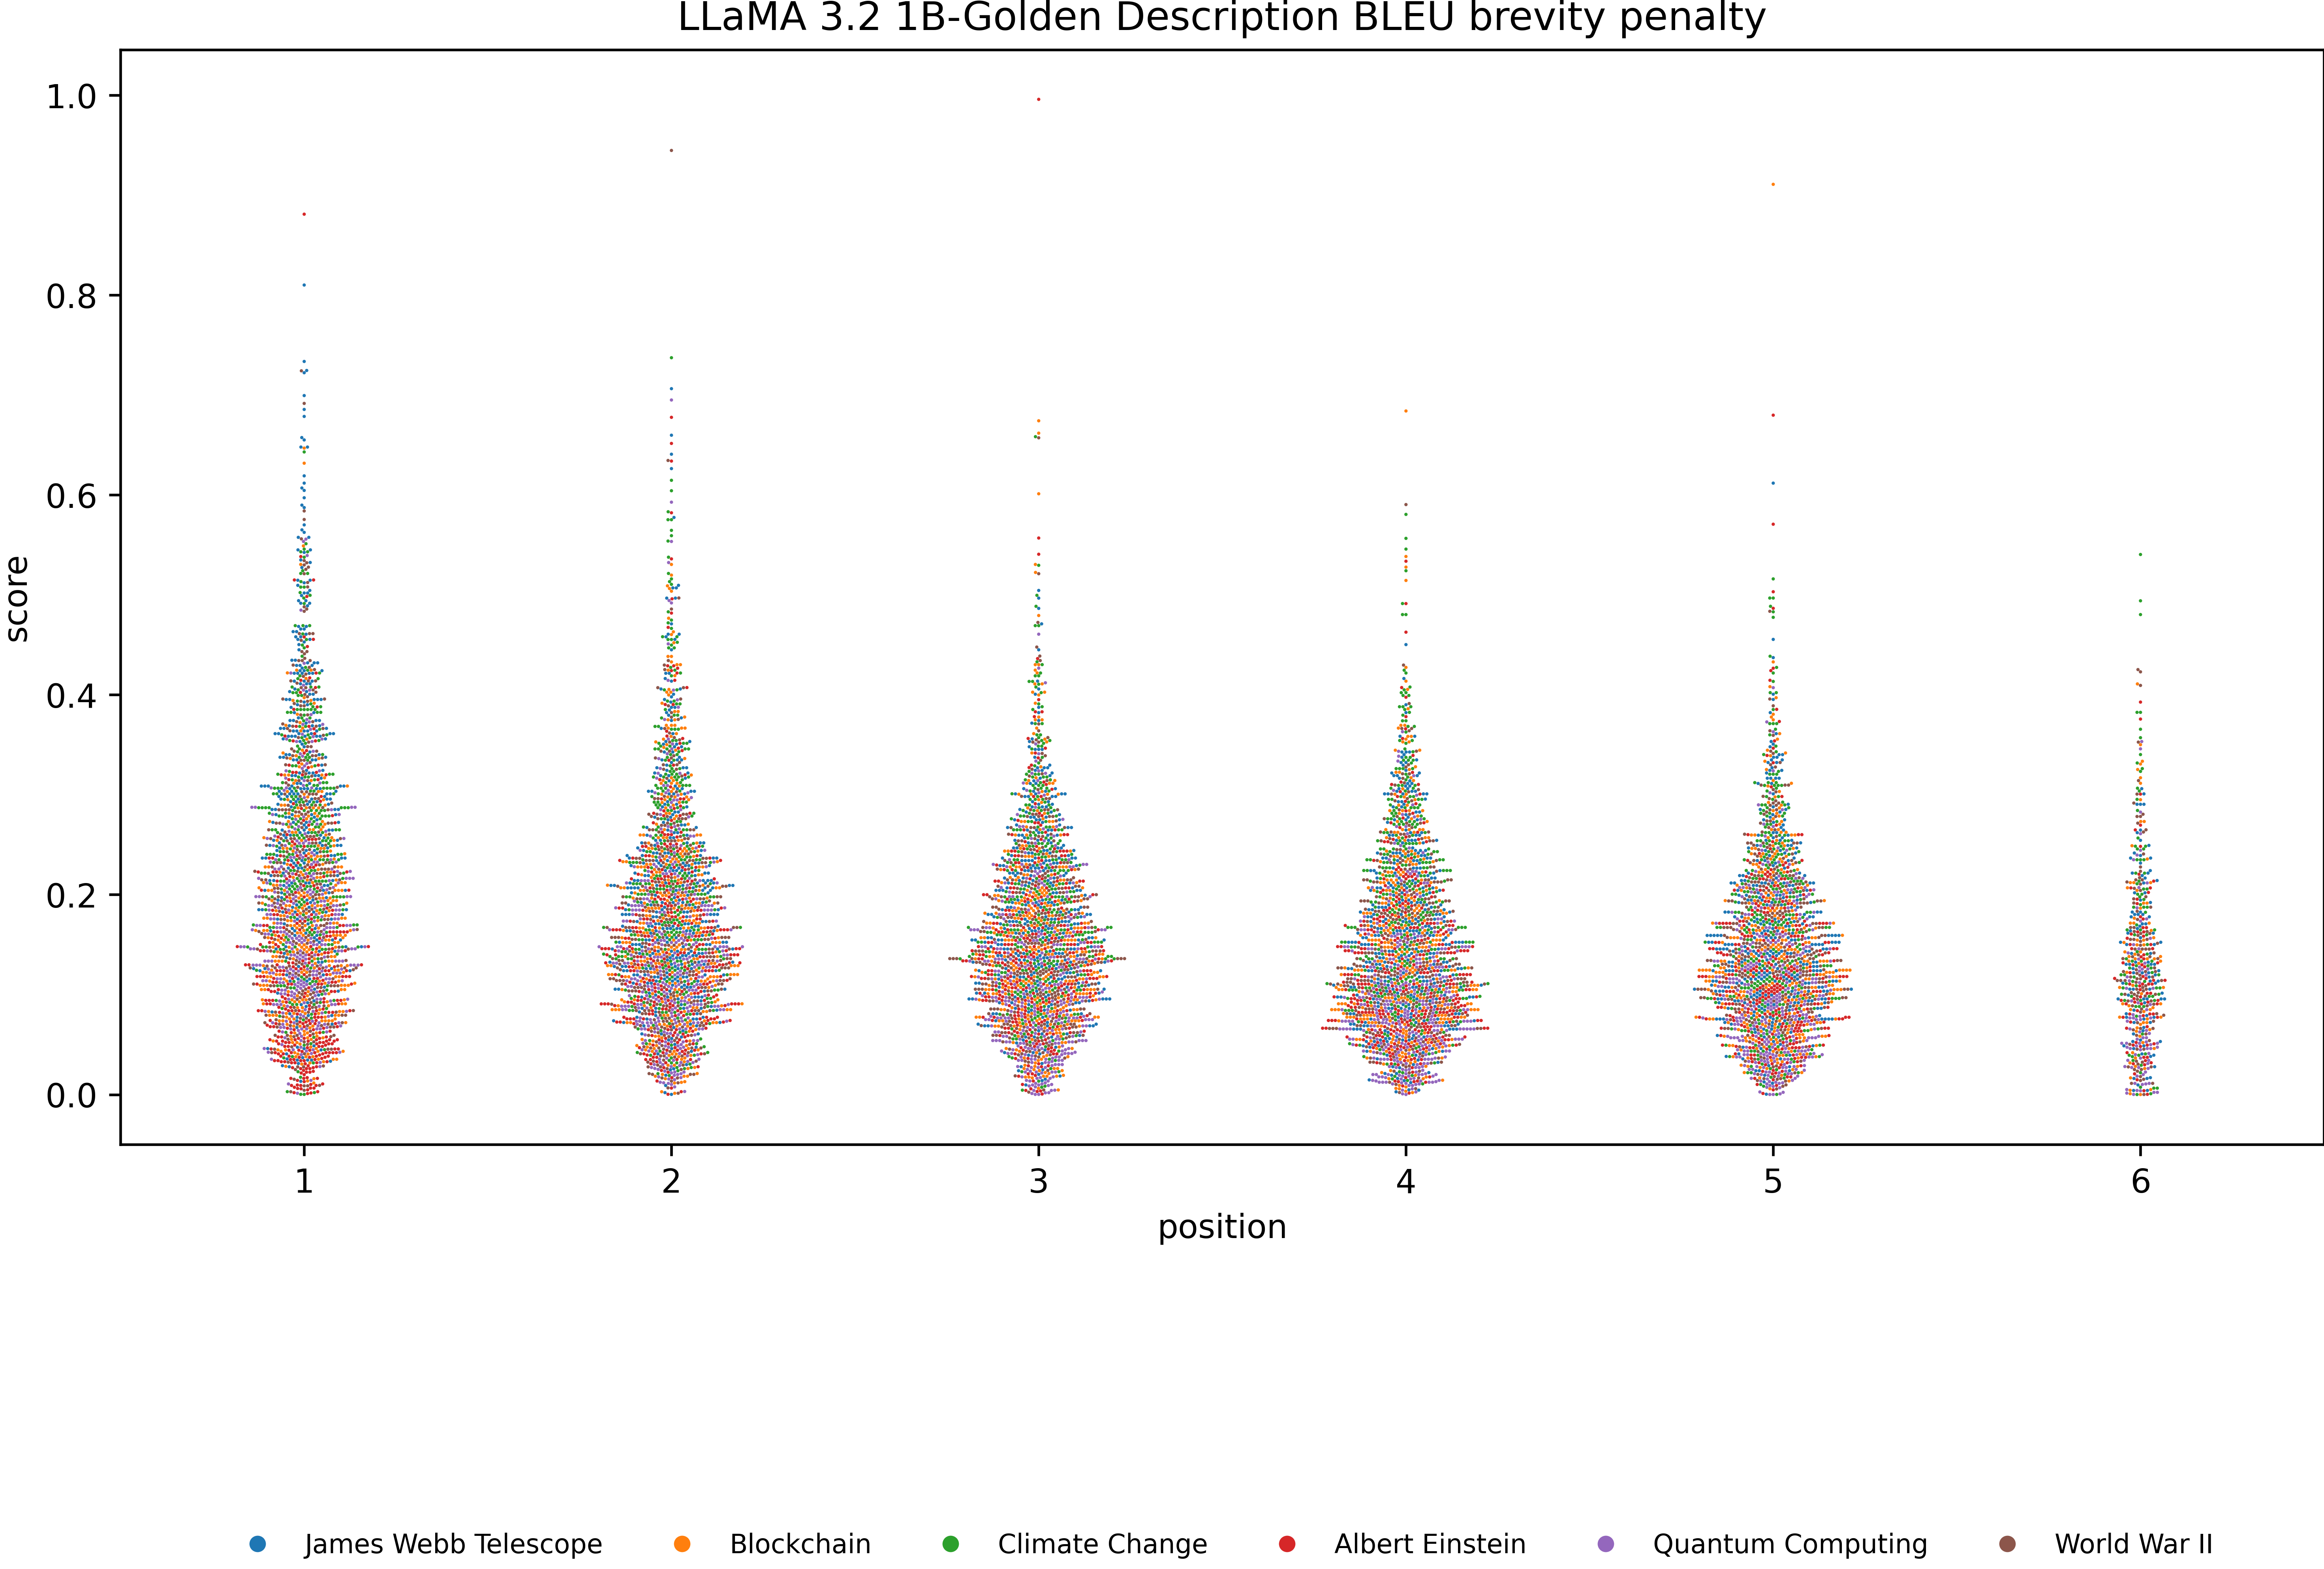 LLaMA 3.2 1B-Golden Description BLEU brevity penalty
1.0
0.8
0.6
0.4
0.2
0.0
score
1 2 3 4 5 6
position
James Webb Telescope Blockchain Climate Change Albert Einstein Quantum Computing World War II